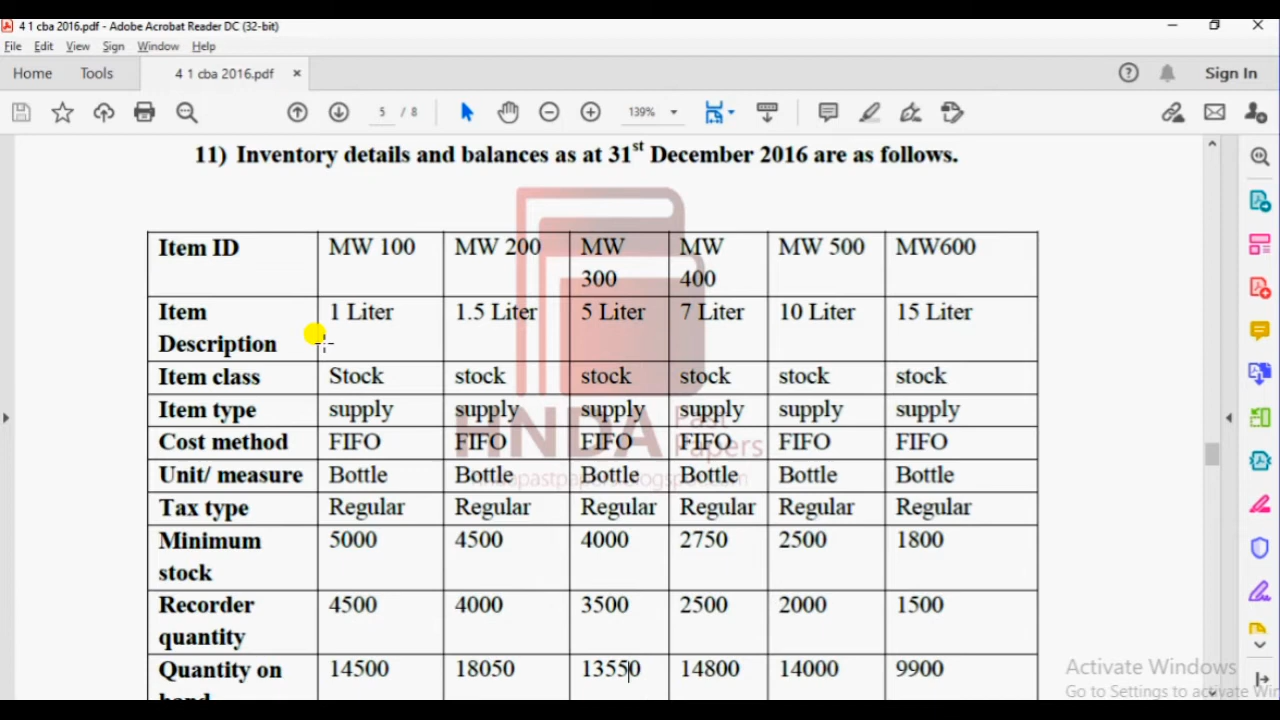 4 1 cba 2016.pdf - Adobe Acrobat Reader DC (32-bit)
File Edit View Sign Window Help
Home Tools 4 1 cba 2016.pdf × Sign In
5 / 8 139%
11) Inventory details and balances as at 31st December 2016 are as follows.
Item ID MW 100 MW 200 MW 300 MW 400 MW 500 MW600
Item Description 1 Liter 1.5 Liter 5 Liter 7 Liter 10 Liter 15 Liter
Item class Stock stock stock stock stock stock
Item type supply supply supply supply supply supply
Cost method FIFO FIFO FIFO FIFO FIFO FIFO
Unit/ measure Bottle Bottle Bottle Bottle Bottle Bottle
Tax type Regular Regular Regular Regular Regular Regular
Minimum stock 5000 4500 4000 2750 2500 1800
Recorder quantity 4500 4000 3500 2500 2000 1500
Quantity on hand 14500 18050 13550 14800 14000 9900
HNDA Past Papers
hndapastpapers.blogspot.com
Activate Windows
Go to Settings to activate Win